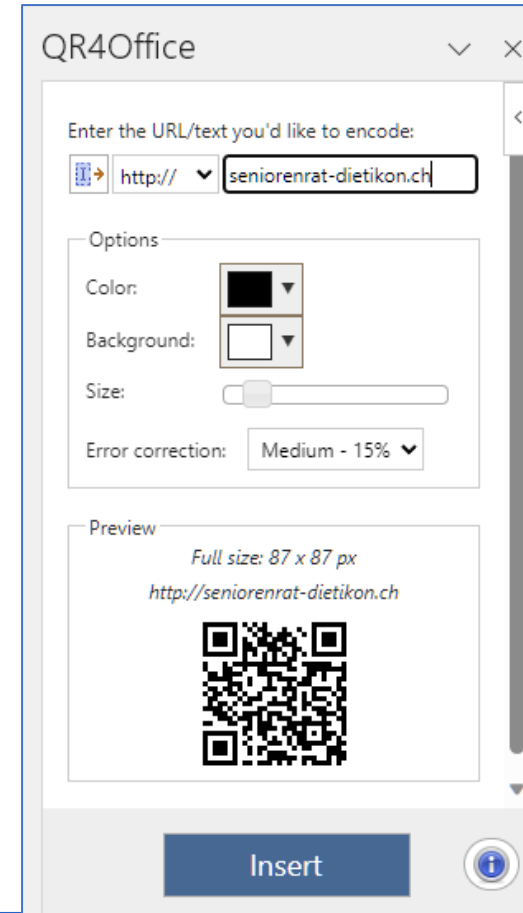 QR4Office
Enter the URL/text you'd like to encode:
http:// seniorenrat-dietikon.ch
Options
Color:
Background:
Size:
Error correction: Medium - 15%
Preview
Full size: 87 x 87 px
http://seniorenrat-dietikon.ch
Insert